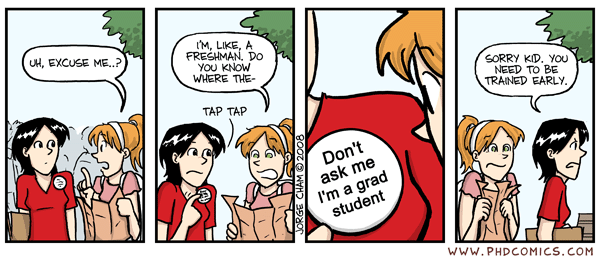 UH, EXCUSE ME..?
I'M, LIKE, A
FRESHMAN. DO
YOU KNOW
WHERE THE-
TAP TAP
JORGE CHAM © 2008
Don't
ask me
I'm a grad
student
SORRY KID. YOU
NEED TO BE
TRAINED EARLY.
WWW.PHDCOMICS.COM